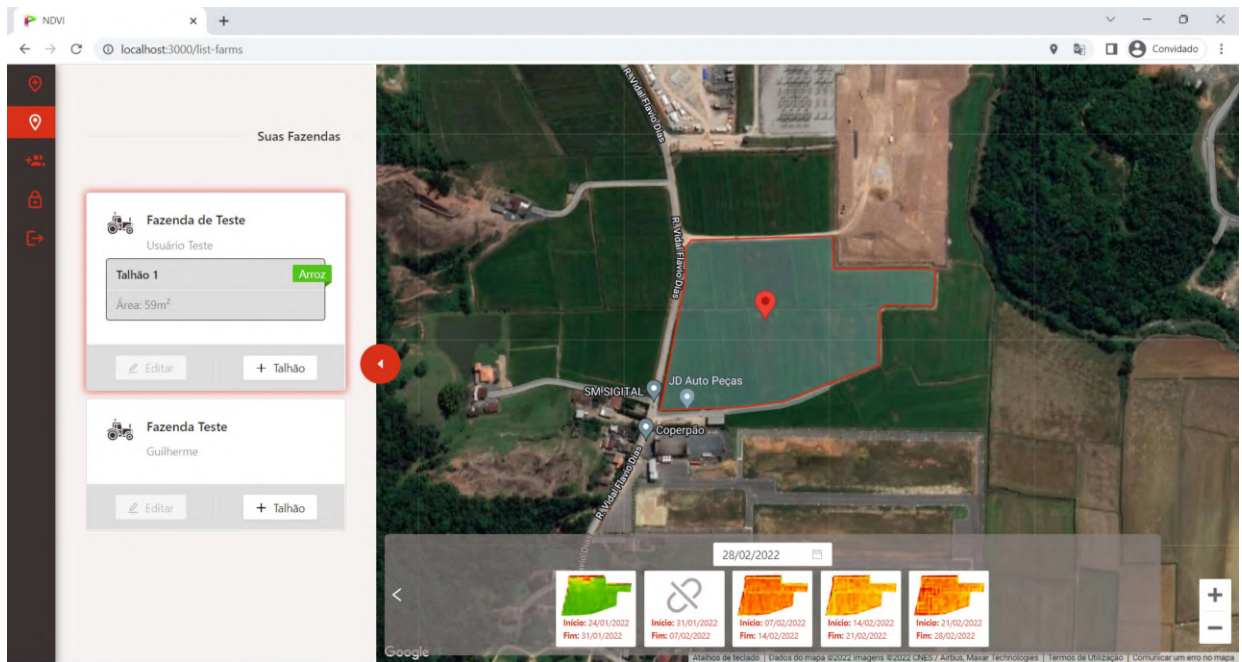 NDVI
localhost:3000/list-farms
Convidado
Suas Fazendas
Fazenda de Teste
Usuário Teste
Talhão 1
Arroz
Área: 59m²
Editar
+ Talhão
Fazenda Teste
Guilherme
Editar
+ Talhão
R. Vidal Flavio Dias
R. Vidal Flavio Dias
SM SIGITAL
JD Auto Peças
Coperpão
R. Vidal Flavio Dias
28/02/2022
Início: 24/01/2022
Fim: 31/01/2022
Início: 31/01/2022
Fim: 07/02/2022
Início: 07/02/2022
Fim: 14/02/2022
Início: 14/02/2022
Fim: 21/02/2022
Início: 21/02/2022
Fim: 28/02/2022
Google
Atalhos de teclado
Dados do mapa ©2022 Imagens ©2022 CNES / Airbus, Maxar Technologies
Termos de Utilização
Comunicar um erro no mapa